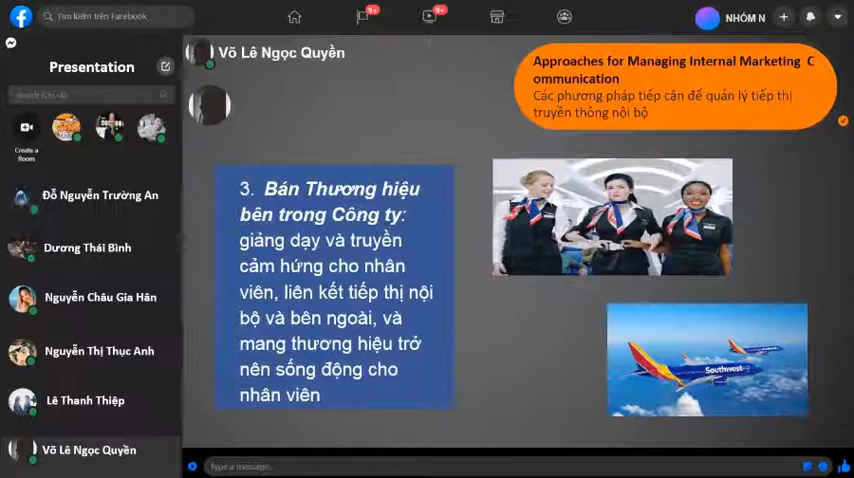 Tìm kiếm trên Facebook
9+
9+
NHÓM N
Presentation
Search (Ctrl+K)
Create a
Room
Đỗ Nguyễn Trường An
Dương Thái Bình
Nguyễn Châu Gia Hân
Nguyễn Thị Thục Anh
Lê Thanh Thiệp
Võ Lê Ngọc Quyền
Võ Lê Ngọc Quyền
Approaches for Managing Internal Marketing C
ommunication
Các phương pháp tiếp cận để quản lý tiếp thị
truyền thông nội bộ
3. Bán Thương hiệu
bên trong Công ty:
giảng dạy và truyền
cảm hứng cho nhân
viên, liên kết tiếp thị nội
bộ và bên ngoài, và
mang thương hiệu trở
nên sống động cho
nhân viên
Southwest
Type a message...